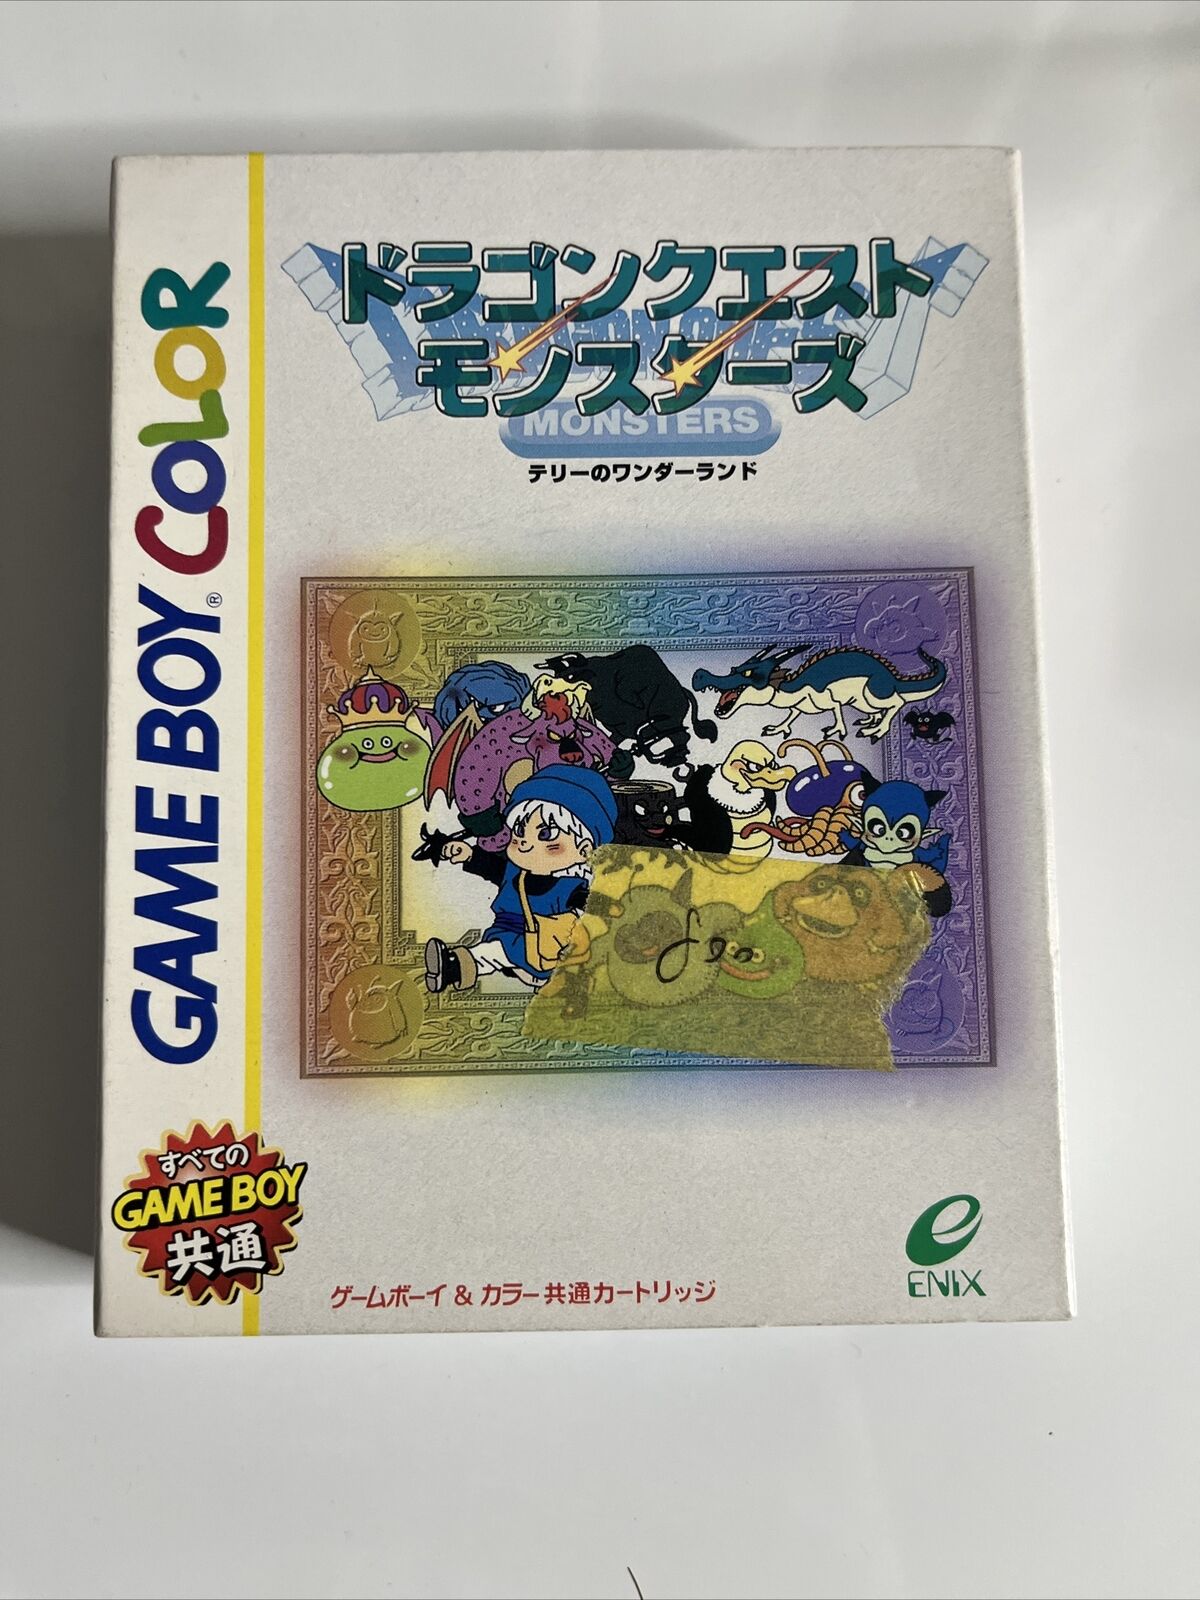 ドラゴンクエスト
モンスターズ
MONSTERS
テリーのワンダーランド
GAME BOY® COLOR
800
すべての
GAME BOY
共通
ゲームボーイ & カラー共通カートリッジ
ENIX